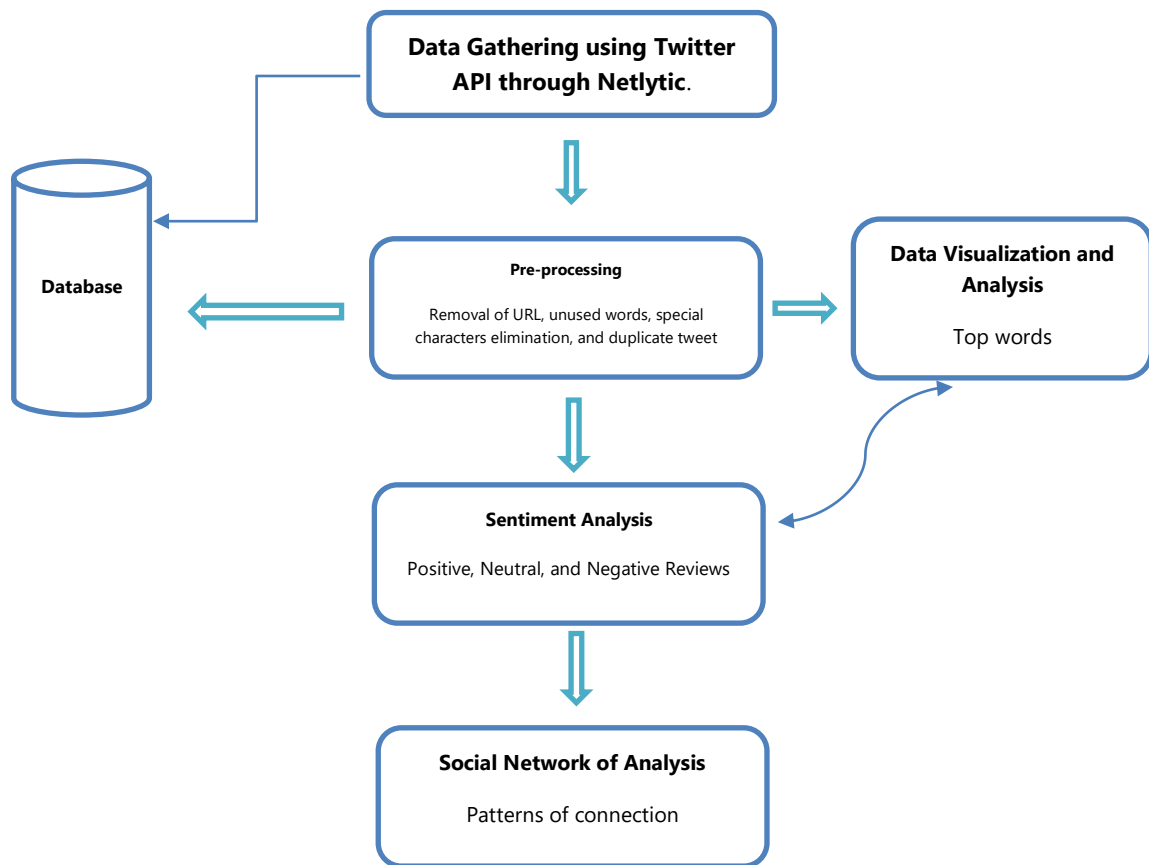 Data Gathering using Twitter
API through Netlytic.
Database
Pre-processing
Removal of URL, unused words, special
characters elimination, and duplicate tweet
Data Visualization and
Analysis
Top words
Sentiment Analysis
Positive, Neutral, and Negative Reviews
Social Network of Analysis
Patterns of connection